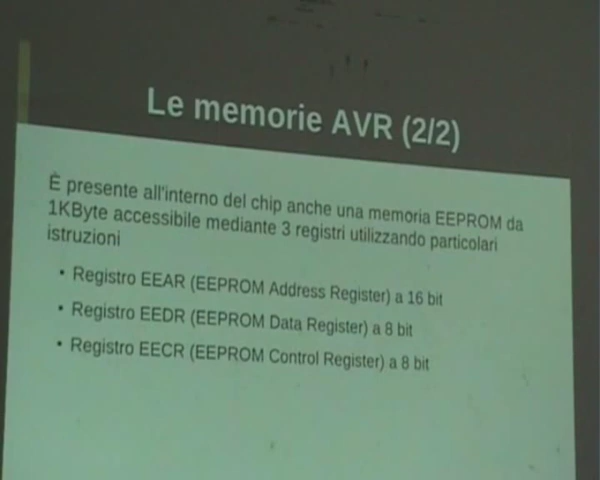 Le memorie AVR (2/2)
È presente all'interno del chip anche una memoria EEPROM da
1KByte accessibile mediante 3 registri utilizzando particolari
istruzioni
• Registro EEAR (EEPROM Address Register) a 16 bit
• Registro EEDR (EEPROM Data Register) a 8 bit
• Registro EECR (EEPROM Control Register) a 8 bit